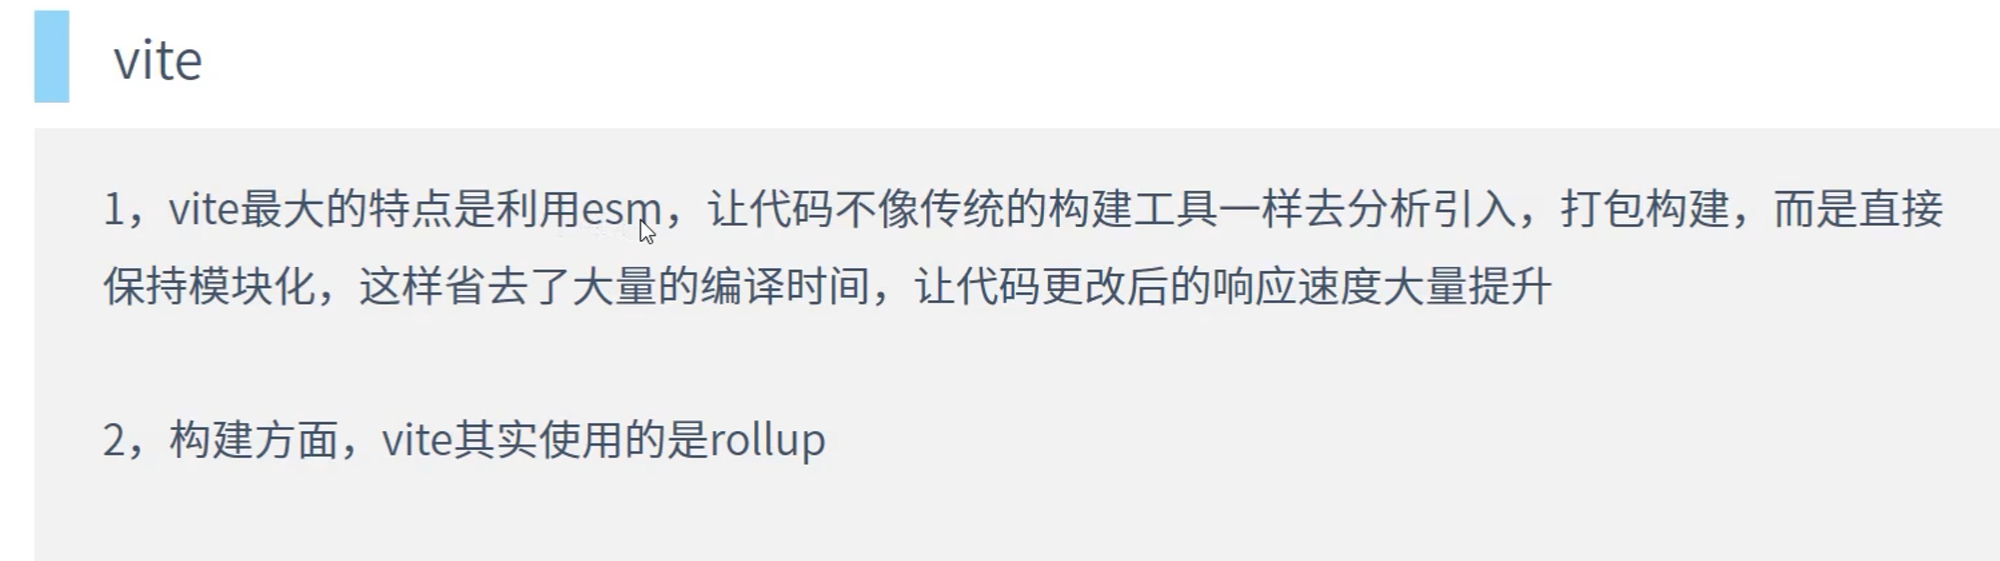 vite
1，vite最大的特点是利用esm，让代码不像传统的构建工具一样去分析引入，打包构建，而是直接
保持模块化，这样省去了大量的编译时间，让代码更改后的响应速度大量提升
2，构建方面，vite其实使用的是rollup